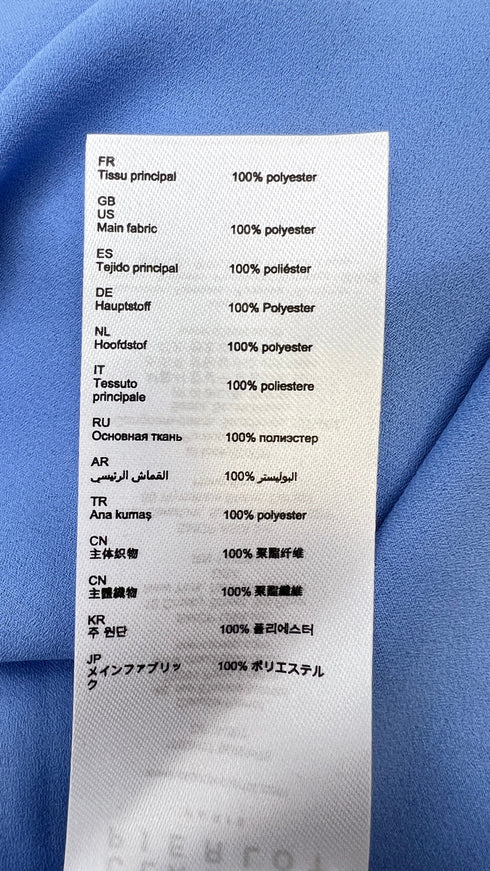 FR
Tissu principal 100% polyester
GB
US
Main fabric 100% polyester
ES
Tejido principal 100% poliéster
DE
Hauptstoff 100% Polyester
NL
Hoofdstof 100% polyester
IT
Tessuto 100% poliestere
principale
RU
Основная ткань 100% полиэстер
AR
القماش الرئيسي 100% البوليستر
TR
Ana kumaş 100% polyester
CN
主体织物 100% 聚酯纤维
CN
主體織物 100% 聚酯纖維
KR
주 원단 100% 폴리에스터
JP
メインファブリッ 100% ポリエステル
ク